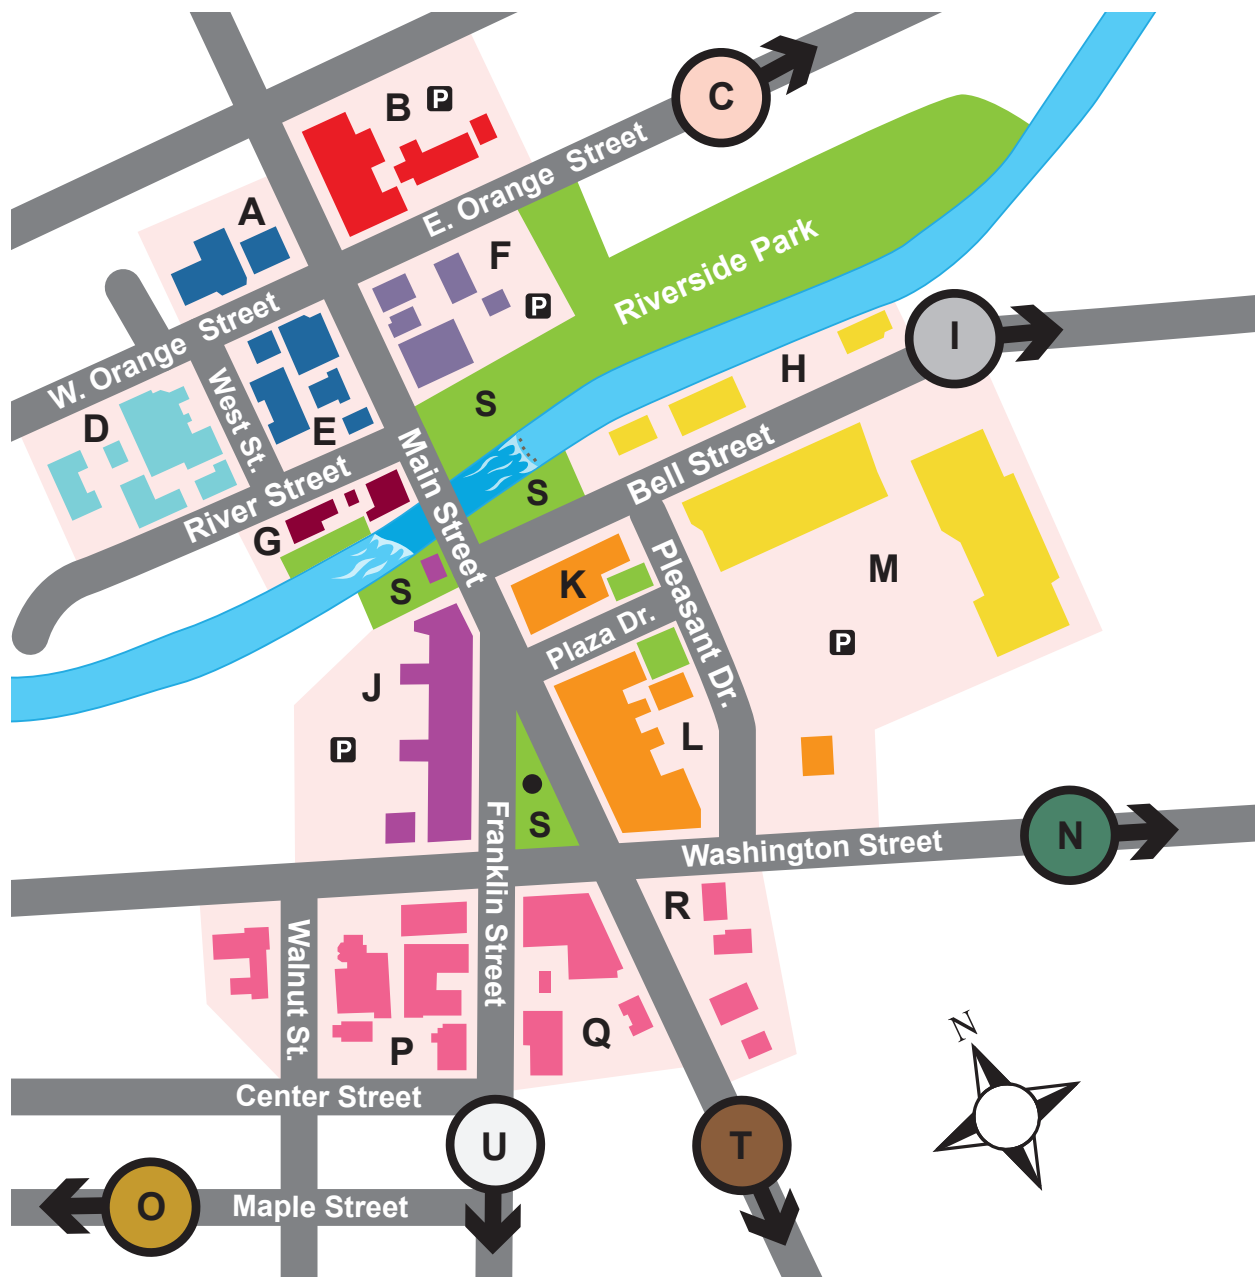 B
P
C
E. Orange Street
A
F
P
Riverside Park
W. Orange Street
I
H
West St.
D
E
S
Main Street
Bell Street
River Street
S
G
K
Pleasant Dr.
M
S
Plaza Dr.
P
J
L
P
S
Franklin Street
Washington Street
N
R
Walnut St.
Q
P
N
Center Street
U
T
O
Maple Street